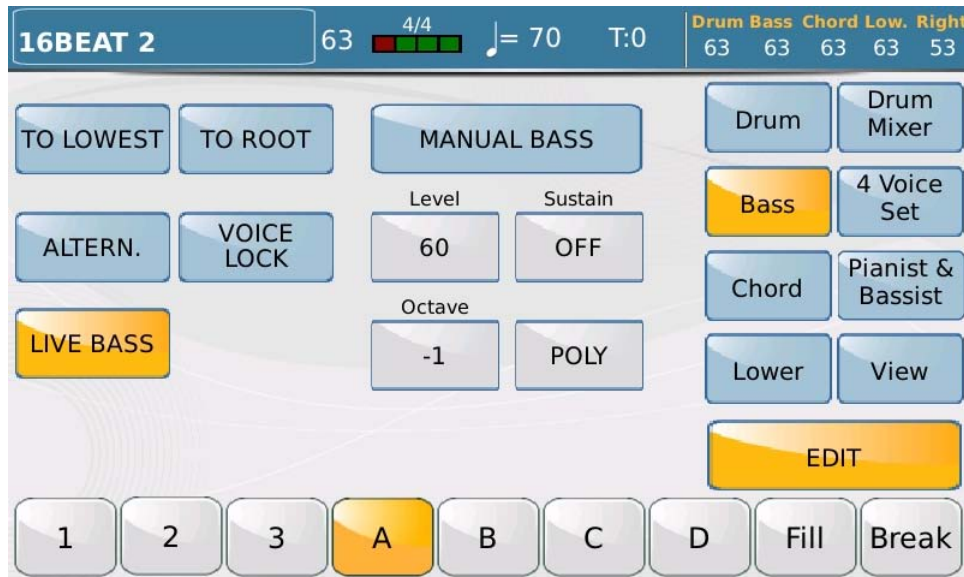 16BEAT 2
63
4/4
= 70
T:0
Drum Bass Chord Low. Right
63 63 63 63 53
TO LOWEST
TO ROOT
MANUAL BASS
Drum
Drum
Mixer
Level
Sustain
ALTERN.
VOICE
LOCK
60
OFF
Bass
4 Voice
Set
Octave
Chord
Pianist &
Bassist
LIVE BASS
-1
POLY
Lower
View
EDIT
1
2
3
A
B
C
D
Fill
Break